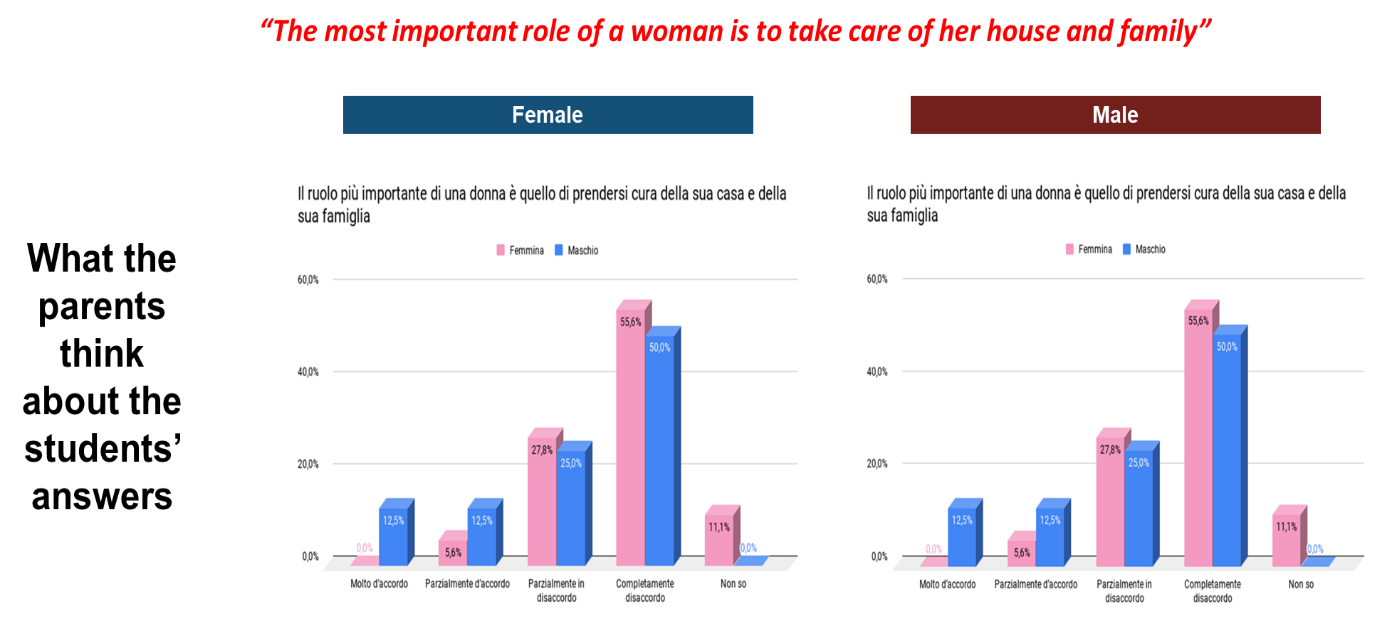 “The most important role of a woman is to take care of her house and family”
Female
Male
What the
parents
think
about the
students’
answers
Il ruolo più importante di una donna è quello di prendersi cura della sua casa e della
sua famiglia
Femmina Maschio
60,0%
40,0%
20,0%
0,0%
0,0%
12,5%
5,6%
12,5%
27,8%
25,0%
55,6%
50,0%
11,1%
0,0%
Molto d'accordo
Parzialmente d'accordo
Parzialmente in
disaccordo
Completamente
disaccordo
Non so
Il ruolo più importante di una donna è quello di prendersi cura della sua casa e della
sua famiglia
Femmina Maschio
60,0%
40,0%
20,0%
0,0%
0,0%
12,5%
5,6%
12,5%
27,8%
25,0%
55,6%
50,0%
11,1%
0,0%
Molto d'accordo
Parzialmente d'accordo
Parzialmente in
disaccordo
Completamente
disaccordo
Non so